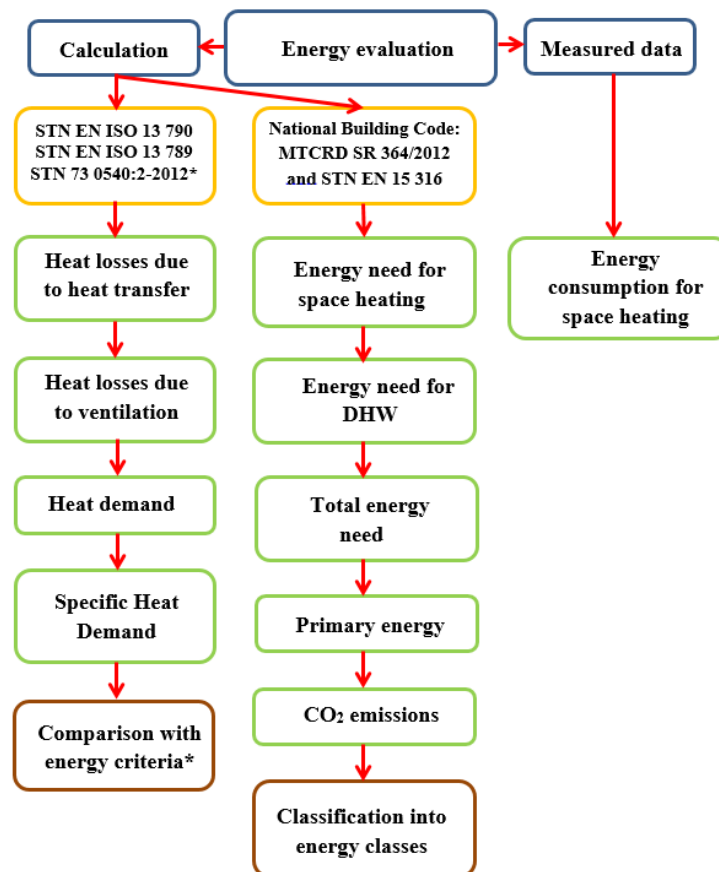 Calculation
Energy evaluation
Measured data
STN EN ISO 13 790
STN EN ISO 13 789
STN 73 0540:2-2012*
National Building Code:
MTCRD SR 364/2012
and STN EN 15 316
Heat losses due
to heat transfer
Energy need for
space heating
Energy
consumption for
space heating
Heat losses due
to ventilation
Energy need for
DHW
Heat demand
Total energy
need
Specific Heat
Demand
Primary energy
Comparison with
energy criteria*
CO₂ emissions
Classification into
energy classes